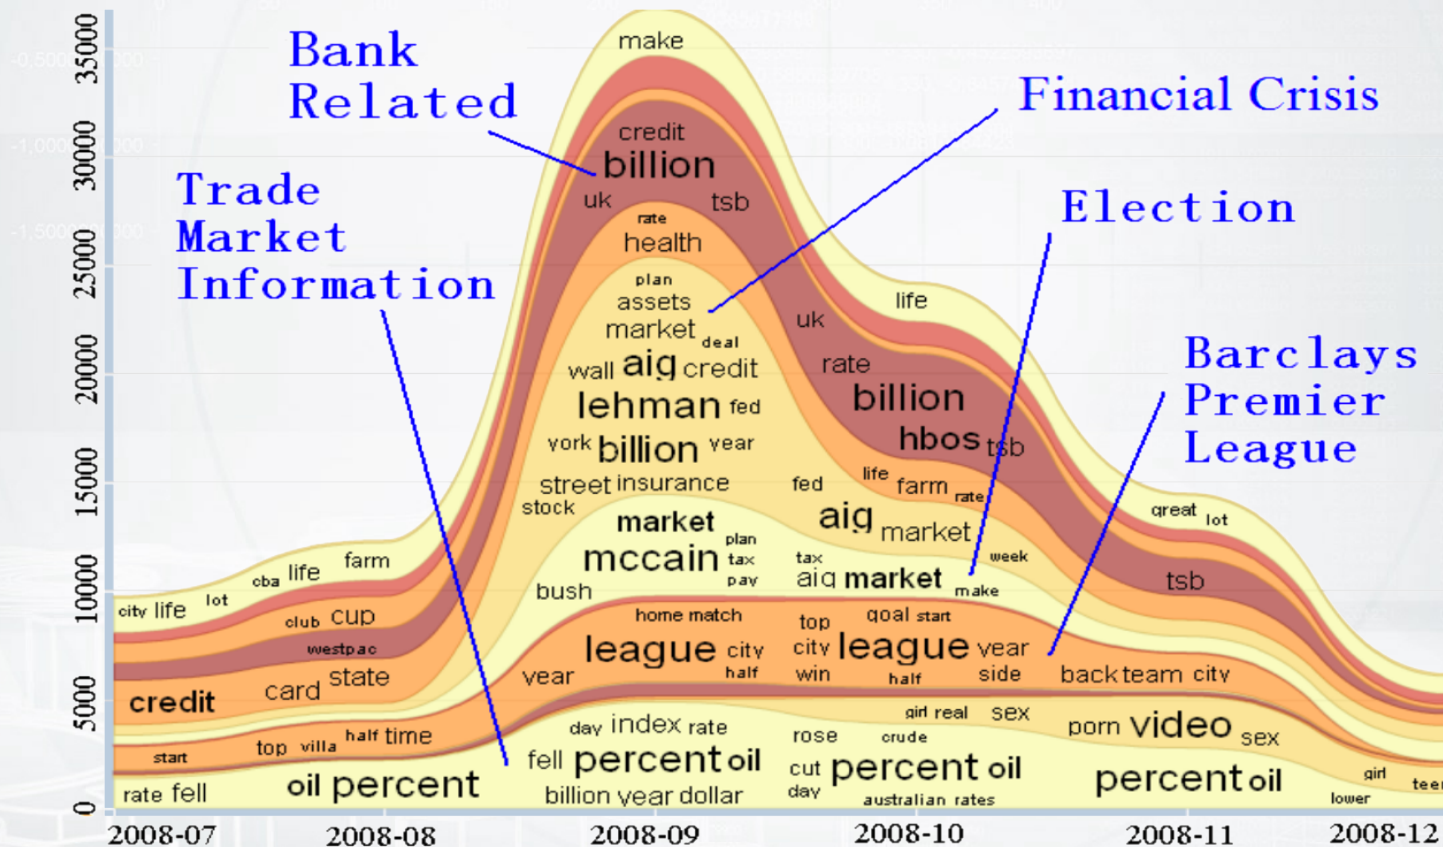 Bank
Related
Financial Crisis
Trade
Market
Information
Election
Barclays
Premier
League
35000
30000
25000
20000
15000
10000
5000
0
make
credit
billion
uk tsb
rate
health
plan
assets
market
deal
wall aig credit
lehman fed
york billion year
street insurance
stock
market
plan
mccain tax
pay
bush
home match
league city
half
year
day index rate
fell percent oil
billion year dollar
life
uk
rate
billion
hbos tsb
life farm rate
fed
aig market
week
tax
aig market
make
goal start
top
city league year
win half side
girl real sex
rose crude
cut percent oil
day
australian rates
great lot
tsb
back team city
porn video sex
percent oil
girl
teen
lower
city life lot cba life farm
club cup
westpac
credit card state
start top villa half time
rate fell oil percent
2008-07 2008-08 2008-09 2008-10 2008-11 2008-12